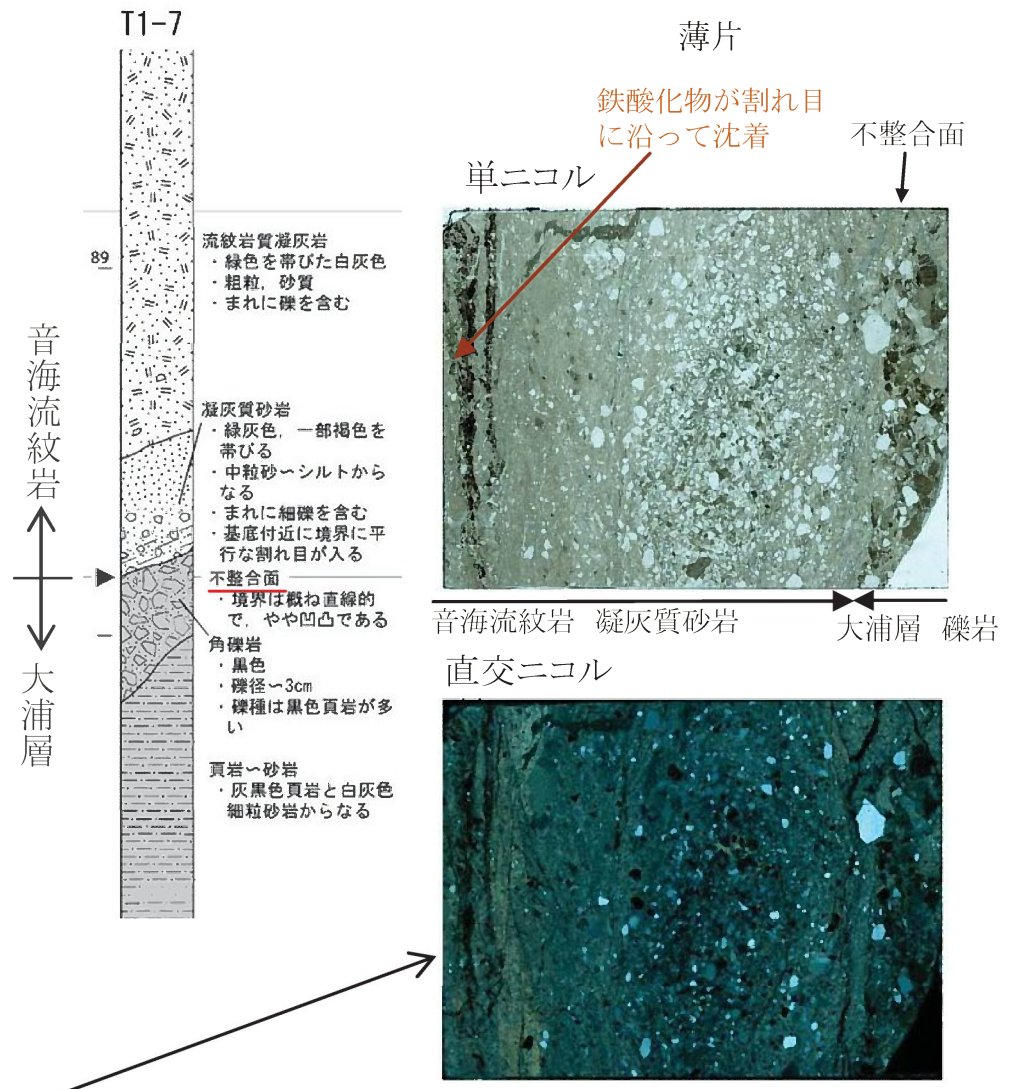 T1-7
薄片
鉄酸化物が割れ目
に沿って沈着
不整合面
単ニコル
89
流紋岩質凝灰岩
・緑色を帯びた白灰色
・粗粒，砂質
・まれに礫を含む
音海流紋岩
凝灰質砂岩
・緑灰色，一部褐色を
帯びる
・中粒砂～シルトから
なる
・まれに細礫を含む
・基底付近に境界に平
行な割れ目が入る
不整合面
・境界は概ね直線的
で，やや凹凸である
角礫岩
・黒色
・礫径～3cm
・礫種は黒色頁岩が多
い
大浦層
頁岩～砂岩
・灰黒色頁岩と白灰色
細粒砂岩からなる
音海流紋岩 凝灰質砂岩
大浦層 礫岩
直交ニコル